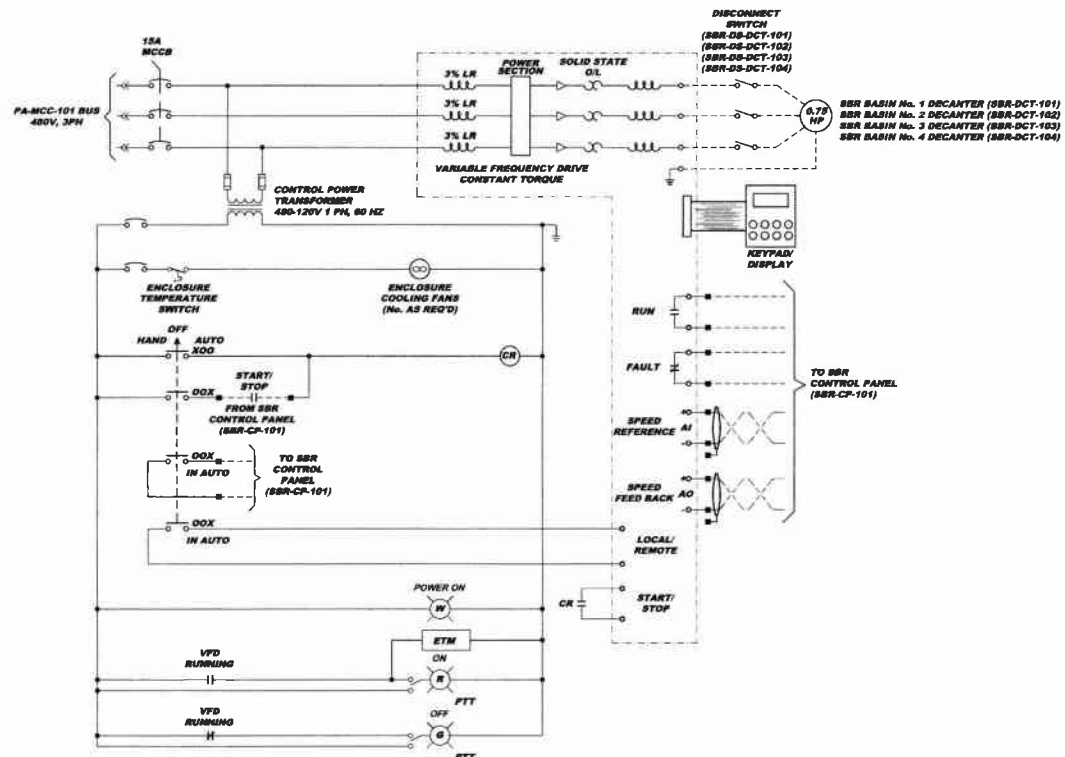 15A
MCCB
PA-MCC-101 BUS
480V, 3PH
3% LR
3% LR
3% LR
POWER
SECTION
SOLID STATE
O/L
DISCONNECT
SWITCH
(SBR-DS-DCT-101)
(SBR-DS-DCT-102)
(SBR-DS-DCT-103)
(SBR-DS-DCT-104)
0.75
HP
SBR BASIN No. 1 DECANTER (SBR-DCT-101)
SBR BASIN No. 2 DECANTER (SBR-DCT-102)
SBR BASIN No. 3 DECANTER (SBR-DCT-103)
SBR BASIN No. 4 DECANTER (SBR-DCT-104)
VARIABLE FREQUENCY DRIVE
CONSTANT TORQUE
CONTROL POWER
TRANSFORMER
480-120V 1 PH, 60 HZ
KEYPAD/
DISPLAY
ENCLOSURE
TEMPERATURE
SWITCH
ENCLOSURE
COOLING FANS
(No. AS REQ'D)
OFF
HAND
AUTO
XOO
CR
START/
STOP
OOX
FROM SBR
CONTROL PANEL
(SBR-CP-101)
OOX
IN AUTO
TO SBR
CONTROL
PANEL
(SBR-CP-101)
OOX
IN AUTO
RUN
FAULT
SPEED
REFERENCE
+
AI
-
SPEED
FEED BACK
+
AO
-
TO SBR
CONTROL PANEL
(SBR-CP-101)
LOCAL/
REMOTE
CR
START/
STOP
POWER ON
W
ETM
VFD
RUNNING
ON
R
PTT
VFD
RUNNING
OFF
G
PTT